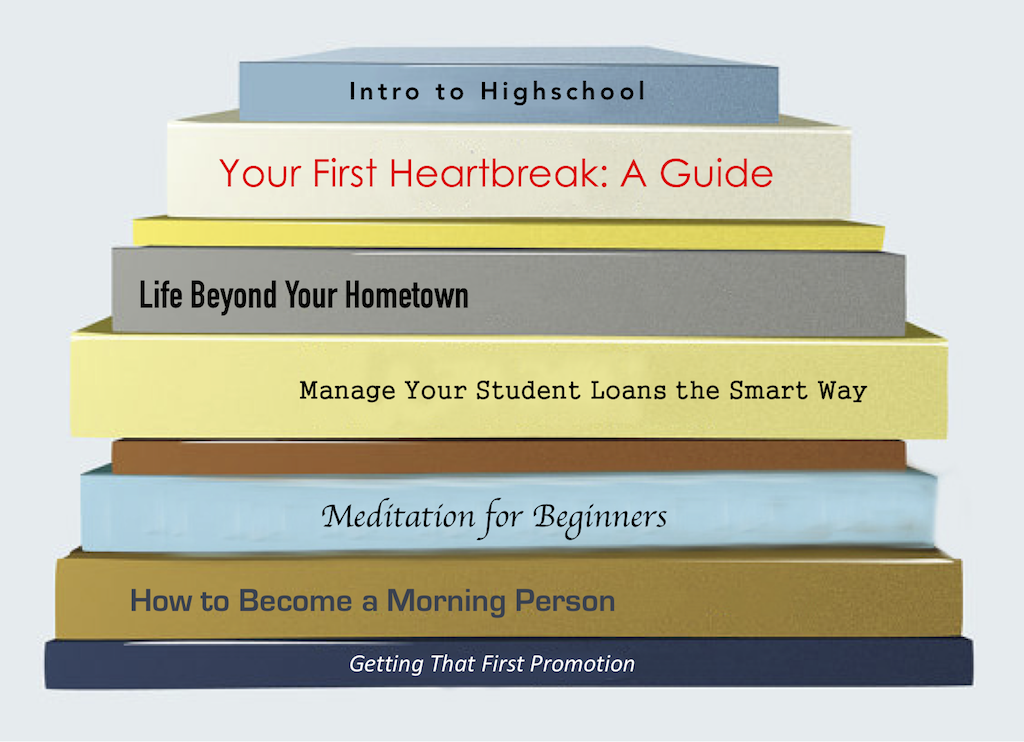 Intro to Highschool
Your First Heartbreak: A Guide
Life Beyond Your Hometown
Manage Your Student Loans the Smart Way
Meditation for Beginners
How to Become a Morning Person
Getting That First Promotion